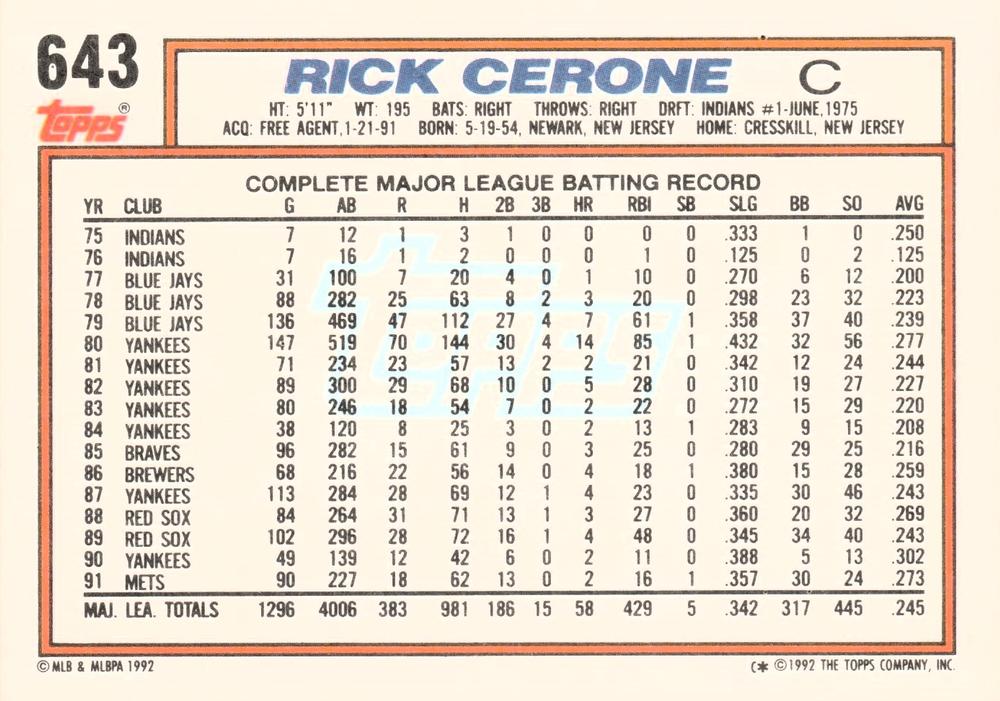 643
RICK CERONE C
topps®
HT: 5'11" WT: 195 BATS: RIGHT THROWS: RIGHT DRFT: INDIANS #1-JUNE,1975
ACQ: FREE AGENT,1-21-91 BORN: 5-19-54, NEWARK, NEW JERSEY HOME: CRESSKILL, NEW JERSEY
COMPLETE MAJOR LEAGUE BATTING RECORD
YR CLUB G AB R H 2B 3B HR RBI SB SLG BB SO AVG
75 INDIANS 7 12 1 3 1 0 0 0 0 .333 1 0 .250
76 INDIANS 7 16 1 2 0 0 0 1 0 .125 0 2 .125
77 BLUE JAYS 31 100 7 20 4 0 1 10 0 .270 6 12 .200
78 BLUE JAYS 88 282 25 63 8 2 3 20 0 .298 23 32 .223
79 BLUE JAYS 136 469 47 112 27 4 7 61 1 .358 37 40 .239
80 YANKEES 147 519 70 144 30 4 14 85 1 .432 32 56 .277
81 YANKEES 71 234 23 57 13 2 2 21 0 .342 12 24 .244
82 YANKEES 89 300 29 68 10 0 5 28 0 .310 19 27 .227
83 YANKEES 80 246 18 54 7 0 2 22 0 .272 15 29 .220
84 YANKEES 38 120 8 25 3 0 2 13 1 .283 9 15 .208
85 BRAVES 96 282 15 61 9 0 3 25 0 .280 29 25 .216
86 BREWERS 68 216 22 56 14 0 4 18 1 .380 15 28 .259
87 YANKEES 113 284 28 69 12 1 4 23 0 .335 30 46 .243
88 RED SOX 84 264 31 71 13 1 3 27 0 .360 20 32 .269
89 RED SOX 102 296 28 72 16 1 4 48 0 .345 34 40 .243
90 YANKEES 49 139 12 42 6 0 2 11 0 .388 5 13 .302
91 METS 90 227 18 62 13 0 2 16 1 .357 30 24 .273
MAJ. LEA. TOTALS 1296 4006 383 981 186 15 58 429 5 .342 317 445 .245
topps
© MLB & MLBPA 1992 (✱ ©1992 THE TOPPS COMPANY, INC.